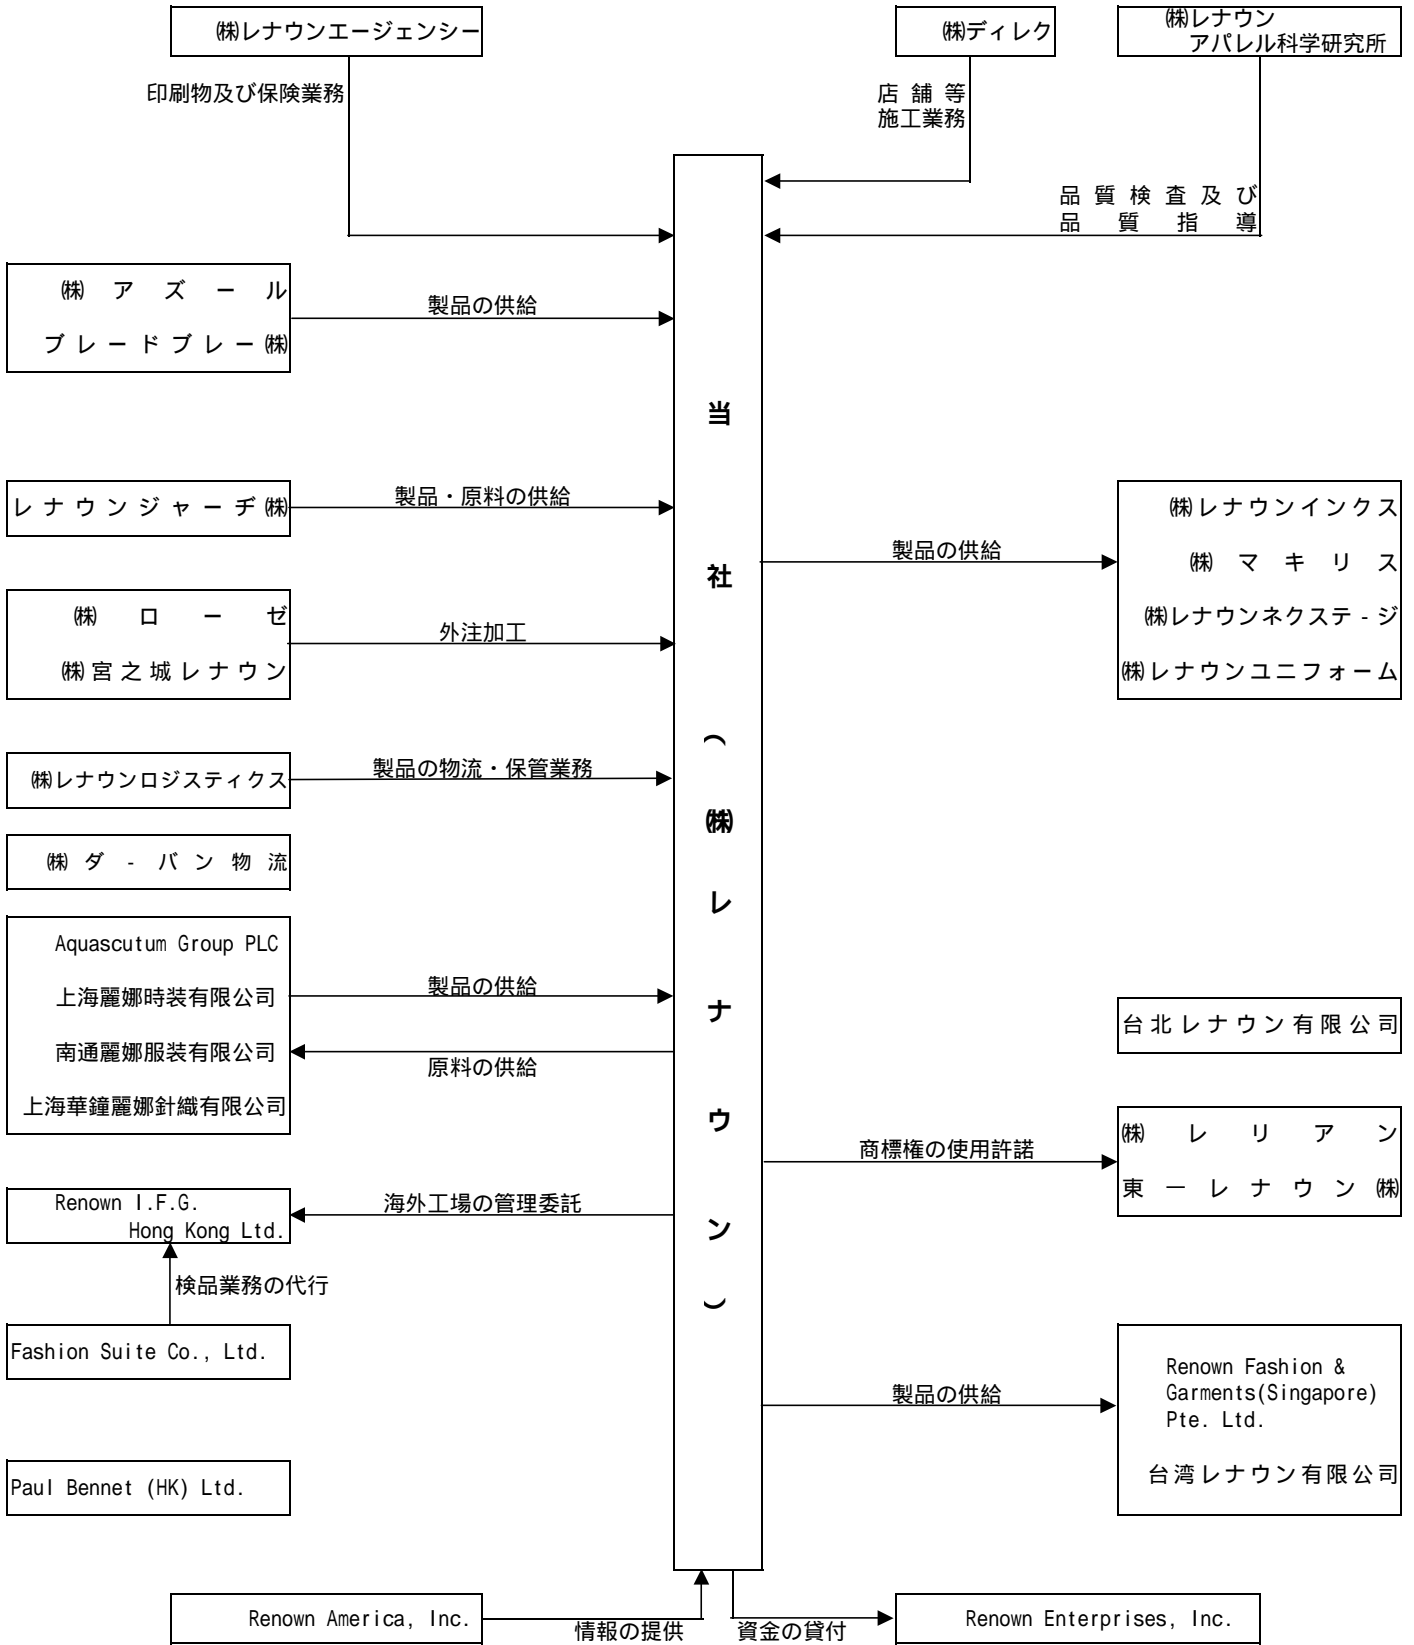 ㈱レナウンエージェンシー
㈱ディレク
㈱レナウン
アパレル科学研究所
印刷物及び保険業務
店舗等
施工業務
品質検査及び
品質指導
㈱アズール
ブレードブレー㈱
製品の供給
レナウンジャーヂ㈱
製品・原料の供給
㈱ローゼ
㈱宮之城レナウン
外注加工
㈱レナウンロジスティクス
製品の物流・保管業務
㈱ダ-バン物流
Aquascutum Group PLC
上海麗娜時装有限公司
南通麗娜服装有限公司
上海華鐘麗娜針織有限公司
製品の供給
原料の供給
Renown I.F.G.
Hong Kong Ltd.
海外工場の管理委託
検品業務の代行
Fashion Suite Co., Ltd.
Paul Bennet (HK) Ltd.
当社(㈱レナウン)
製品の供給
㈱レナウンインクス
㈱マキリス
㈱レナウンネクステ-ジ
㈱レナウンユニフォーム
台北レナウン有限公司
商標権の使用許諾
㈱レリアン
東一レナウン㈱
製品の供給
Renown Fashion &
Garments(Singapore)
Pte. Ltd.
台湾レナウン有限公司
Renown America, Inc.
情報の提供
資金の貸付
Renown Enterprises, Inc.